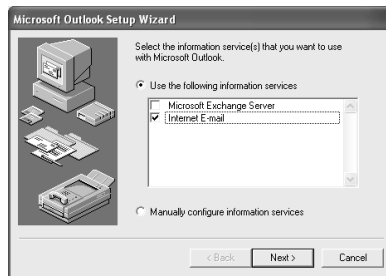 Microsoft Outlook Setup Wizard
Select the information service(s) that you want to use
with Microsoft Outlook.
Use the following information services
Microsoft Exchange Server
Internet E-mail
Manually configure information services
< Back
Next >
Cancel